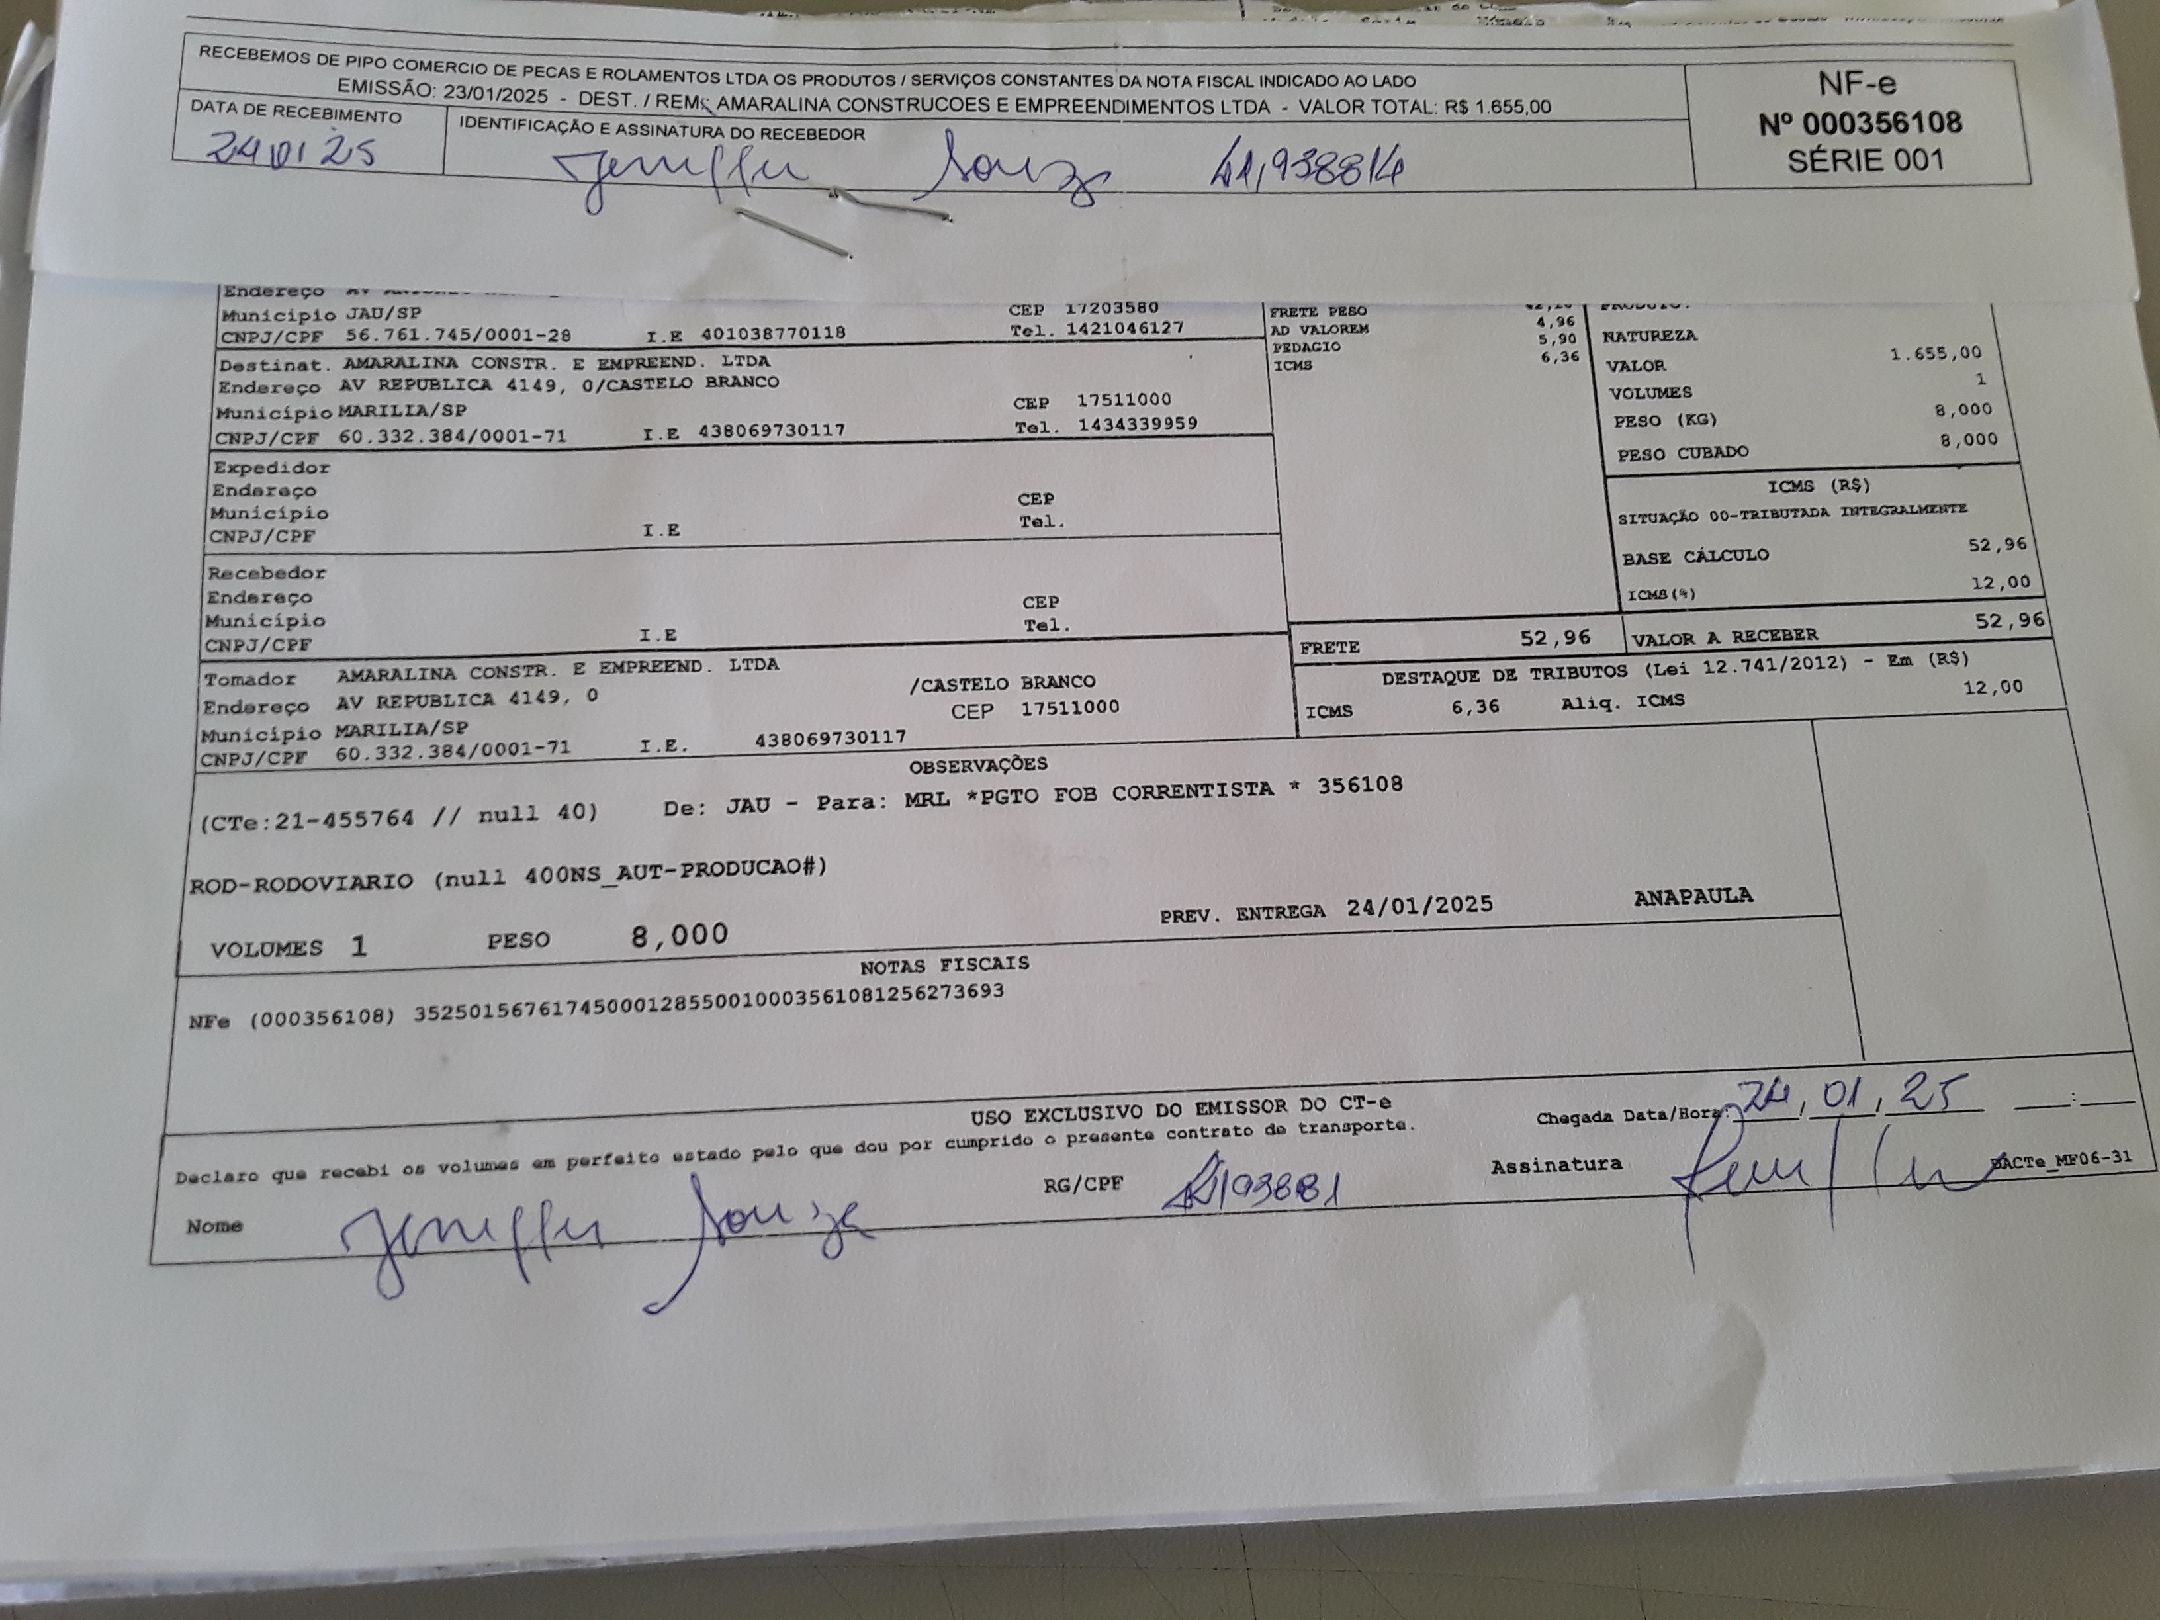 RECEBEMOS DE PIPO COMERCIO DE PECAS E ROLAMENTOS LTDA OS PRODUTOS / SERVIÇOS CONSTANTES DA NOTA FISCAL INDICADO AO LADO
EMISSÃO: 23/01/2025 - DEST. / REM: AMARALINA CONSTRUCOES E EMPREENDIMENTOS LTDA - VALOR TOTAL: R$ 1.655,00
NF-e
Nº 000356108
SÉRIE 001
DATA DE RECEBIMENTO
24 01 25
IDENTIFICAÇÃO E ASSINATURA DO RECEBEDOR
Jeniffer Souza
Endereço
Município JAU/SP CEP 17203580
CNPJ/CPF 56.761.745/0001-28 I.E 401038770118 Tel. 1421046127
Destinat. AMARALINA CONSTR. E EMPREEND. LTDA
Endereço AV REPUBLICA 4149, 0/CASTELO BRANCO
Município MARILIA/SP CEP 17511000
CNPJ/CPF 60.332.384/0001-71 I.E 438069730117 Tel. 1434339959
Expedidor
Endereço
Município CEP
CNPJ/CPF I.E Tel.
Recebedor
Endereço
Município CEP
CNPJ/CPF I.E Tel.
Tomador AMARALINA CONSTR. E EMPREEND. LTDA
Endereço AV REPUBLICA 4149, 0 /CASTELO BRANCO
Município MARILIA/SP CEP 17511000
CNPJ/CPF 60.332.384/0001-71 I.E. 438069730117
FRETE PESO
AD VALOREM 4,96
PEDAGIO 5,90
ICMS 6,36
PRODUTO:
NATUREZA
VALOR 1.655,00
VOLUMES 1
PESO (KG) 8,000
PESO CUBADO 8,000
ICMS (R$)
SITUAÇÃO 00-TRIBUTADA INTEGRALMENTE
BASE CÁLCULO 52,96
ICMS(%) 12,00
FRETE 52,96 VALOR A RECEBER 52,96
DESTAQUE DE TRIBUTOS (Lei 12.741/2012) - Em (R$)
ICMS 6,36 Aliq. ICMS 12,00
OBSERVAÇÕES
(CTe:21-455764 // null 40) De: JAU - Para: MRL *PGTO FOB CORRENTISTA * 356108
ROD-RODOVIARIO (null 400NS_AUT-PRODUCAO#)
VOLUMES 1 PESO 8,000 PREV. ENTREGA 24/01/2025 ANAPAULA
NOTAS FISCAIS
NFe (000356108) 35250156761745000128550010003561081256273693
USO EXCLUSIVO DO EMISSOR DO CT-e
Declaro que recebi os volumes em perfeito estado pelo que dou por cumprido o presente contrato de transporte.
Chegada Data/Hora: 24/01/25 __:__
Nome Jeniffer Souza RG/CPF Assinatura
DACTe_MF06-31